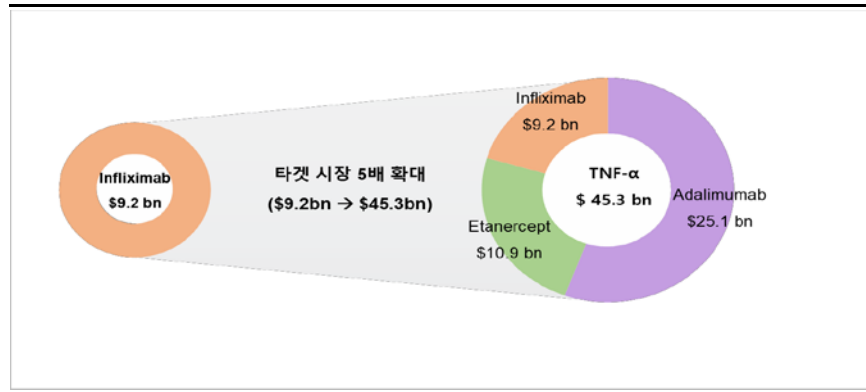 Infliximab
$9.2 bn
타겟 시장 5배 확대
($9.2bn → $45.3bn)
Infliximab
$9.2 bn
TNF-α
$ 45.3 bn
Adalimumab
$25.1 bn
Etanercept
$10.9 bn